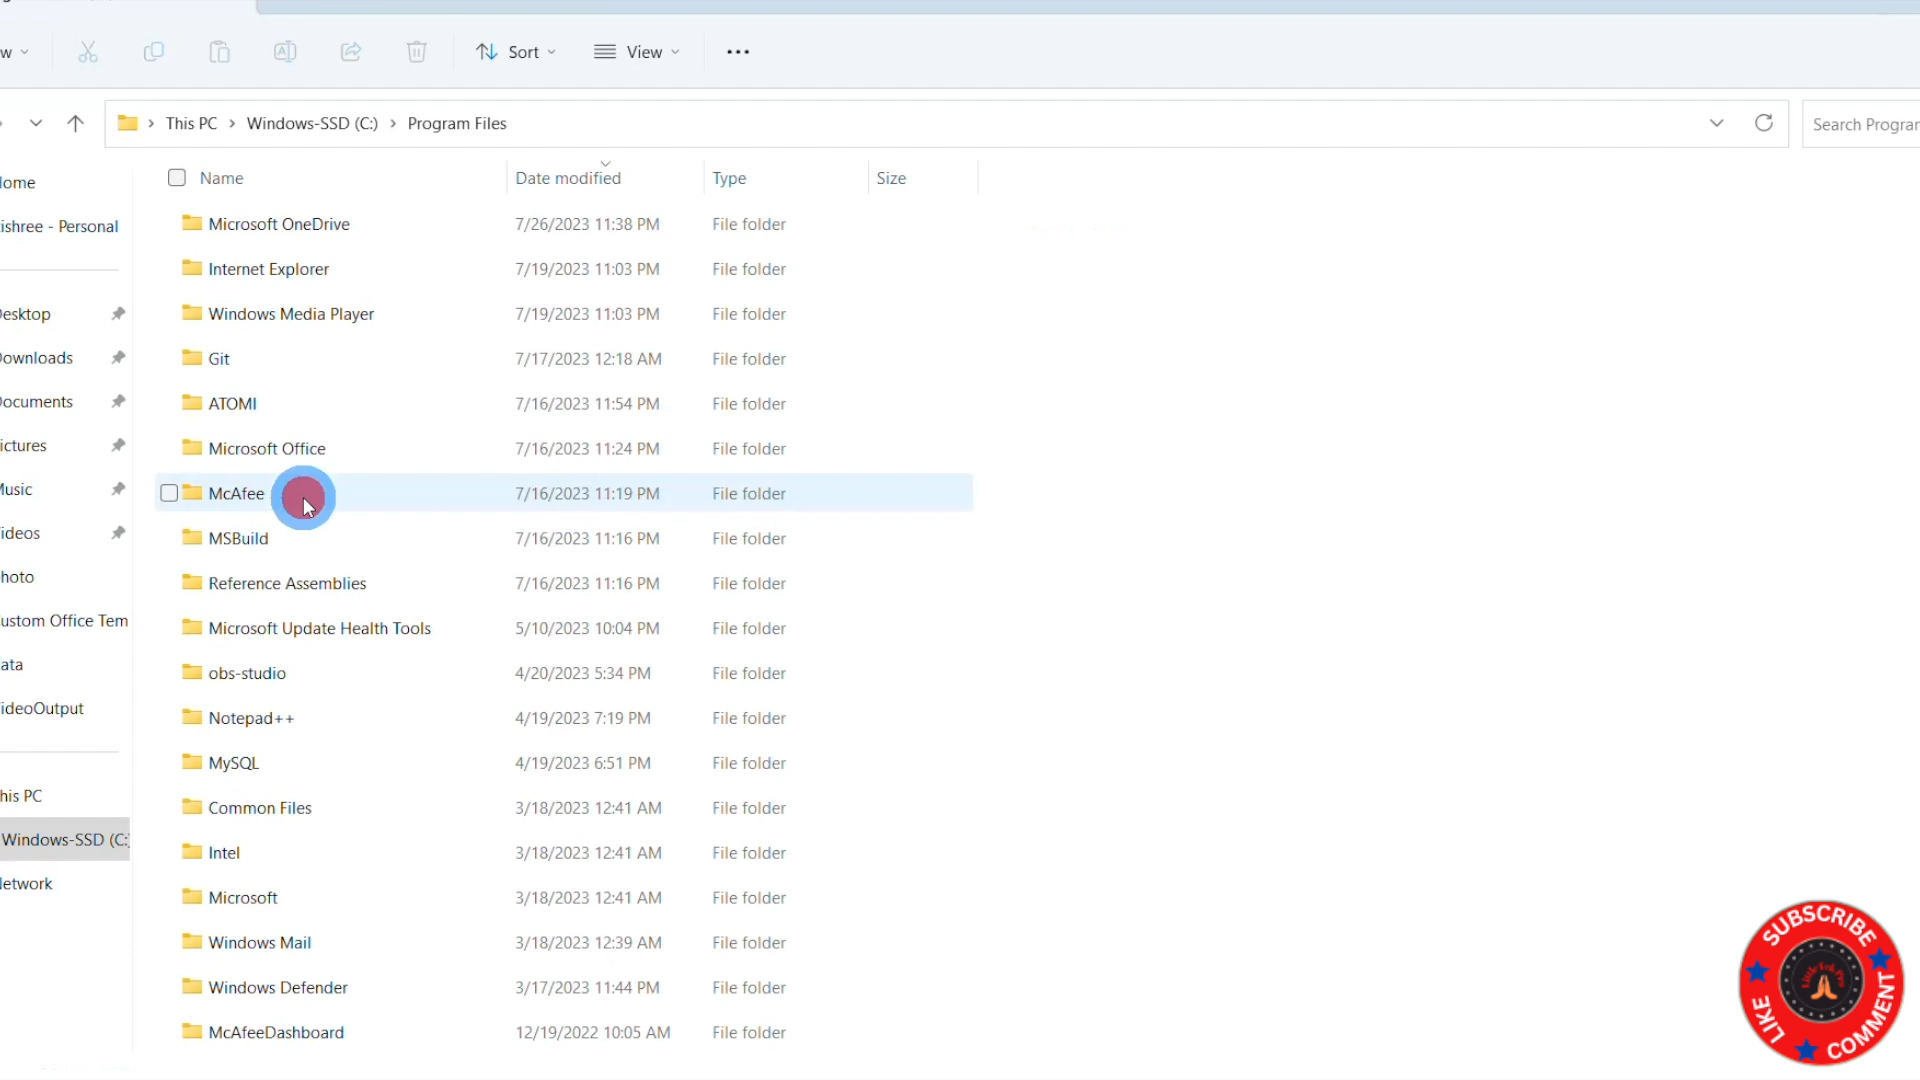 Sort
View
This PC > Windows-SSD (C:) > Program Files
Search Prograr
Name Date modified Type Size
ome
ishree - Personal
esktop
ownloads
ocuments
ictures
Music
ideos
hoto
ustom Office Tem
ata
ideoOutput
his PC
Windows-SSD (C:
etwork
Microsoft OneDrive 7/26/2023 11:38 PM File folder
Internet Explorer 7/19/2023 11:03 PM File folder
Windows Media Player 7/19/2023 11:03 PM File folder
Git 7/17/2023 12:18 AM File folder
ATOMI 7/16/2023 11:54 PM File folder
Microsoft Office 7/16/2023 11:24 PM File folder
McAfee 7/16/2023 11:19 PM File folder
MSBuild 7/16/2023 11:16 PM File folder
Reference Assemblies 7/16/2023 11:16 PM File folder
Microsoft Update Health Tools 5/10/2023 10:04 PM File folder
obs-studio 4/20/2023 5:34 PM File folder
Notepad++ 4/19/2023 7:19 PM File folder
MySQL 4/19/2023 6:51 PM File folder
Common Files 3/18/2023 12:41 AM File folder
Intel 3/18/2023 12:41 AM File folder
Microsoft 3/18/2023 12:41 AM File folder
Windows Mail 3/18/2023 12:39 AM File folder
Windows Defender 3/17/2023 11:44 PM File folder
McAfeeDashboard 12/19/2022 10:05 AM File folder
SUBSCRIBE
LIKE
COMMENT